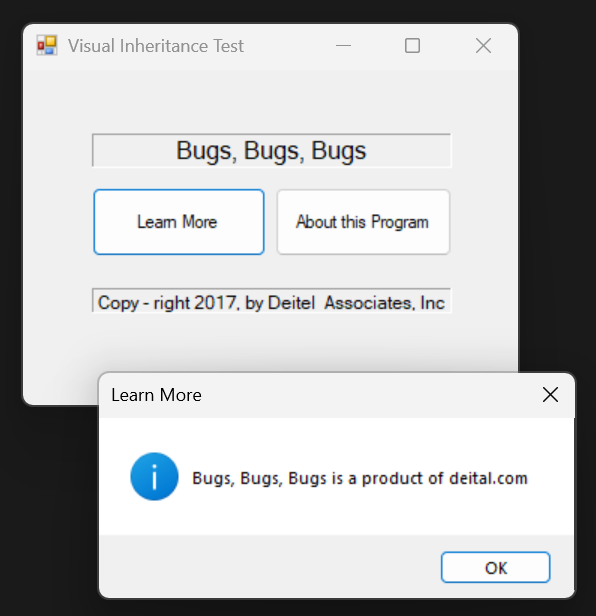 Visual Inheritance Test
Bugs, Bugs, Bugs
Learn More
About this Program
Copy - right 2017, by Deitel  Associates, Inc
Learn More
Bugs, Bugs, Bugs is a product of deital.com
OK